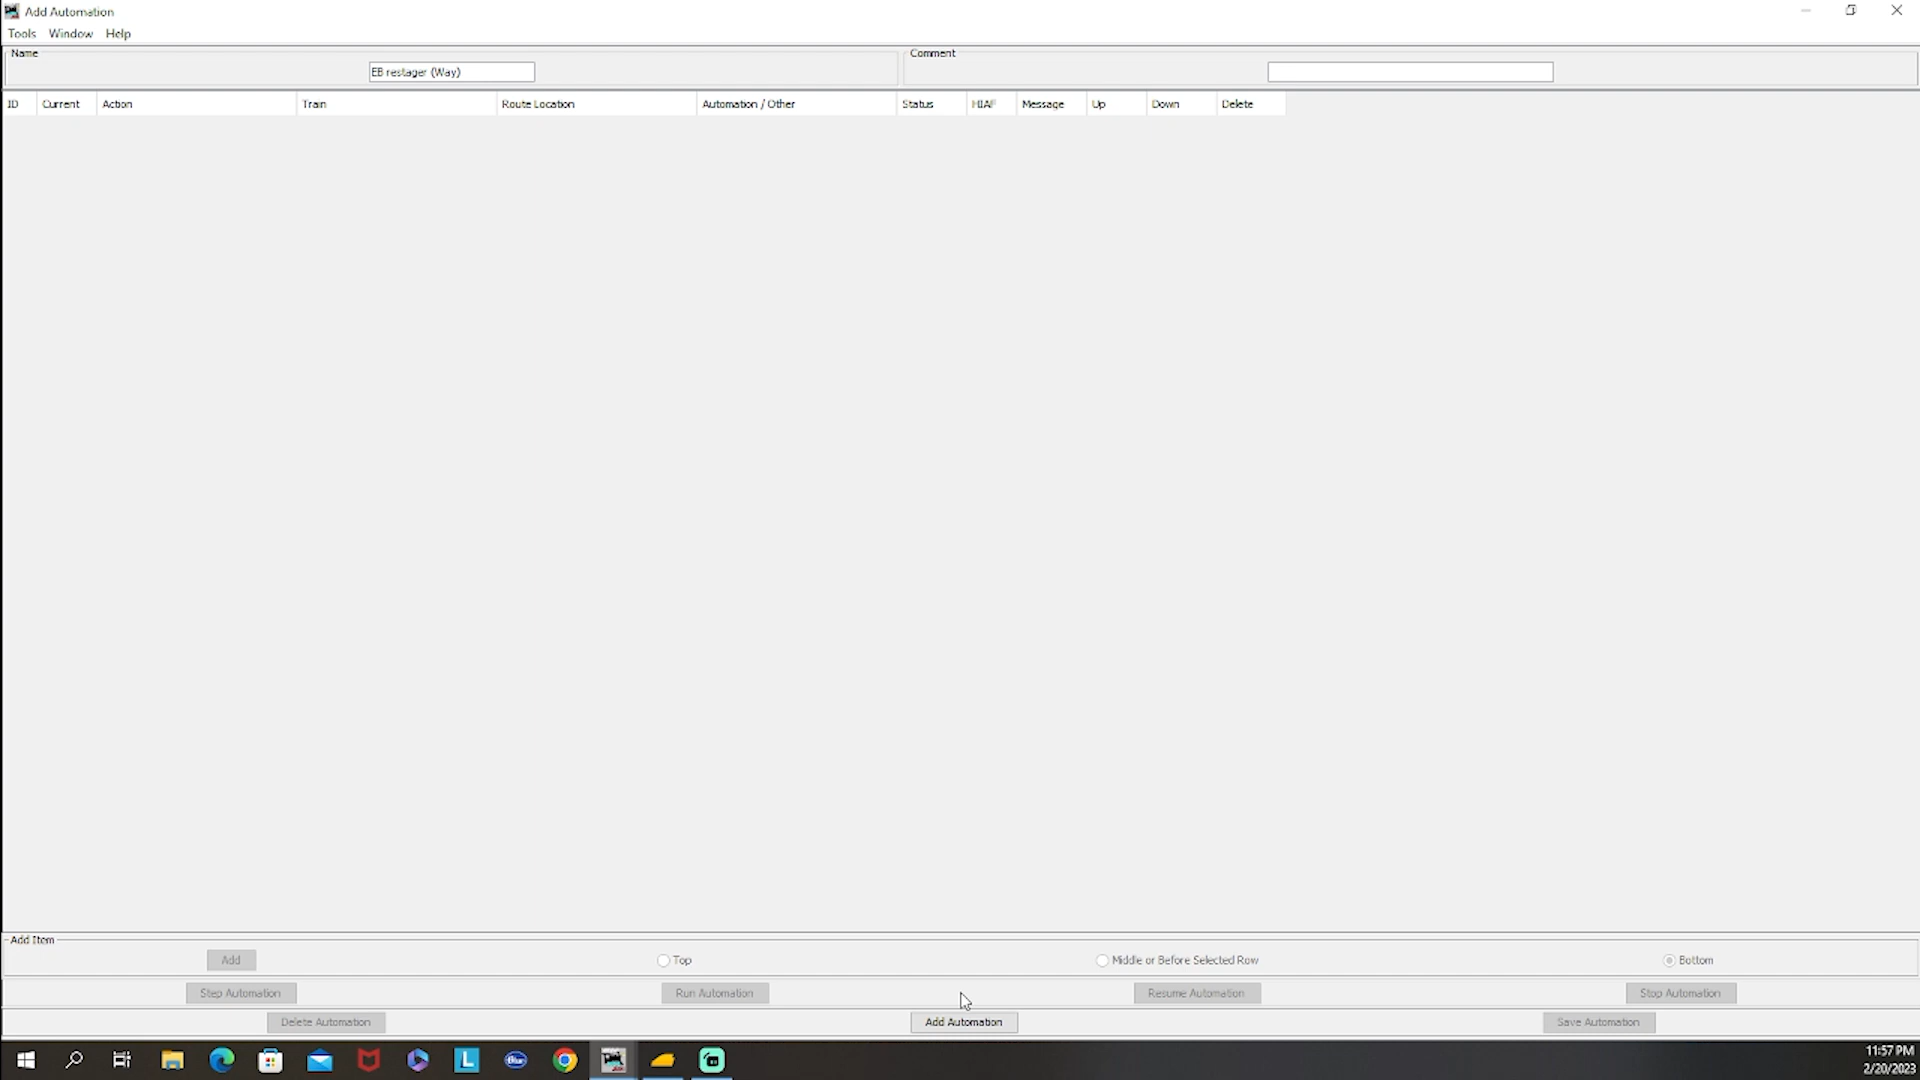 Add Automation
Tools Window Help
Name Comment
EB restager (Way)
ID Current Action Train Route Location Automation / Other Status HIAF Message Up Down Delete
Add Item
Add Top Middle or Before Selected Row Bottom
Step Automation Run Automation Resume Automation Stop Automation
Delete Automation Add Automation Save Automation
L Blue
11:57 PM
2/20/2023